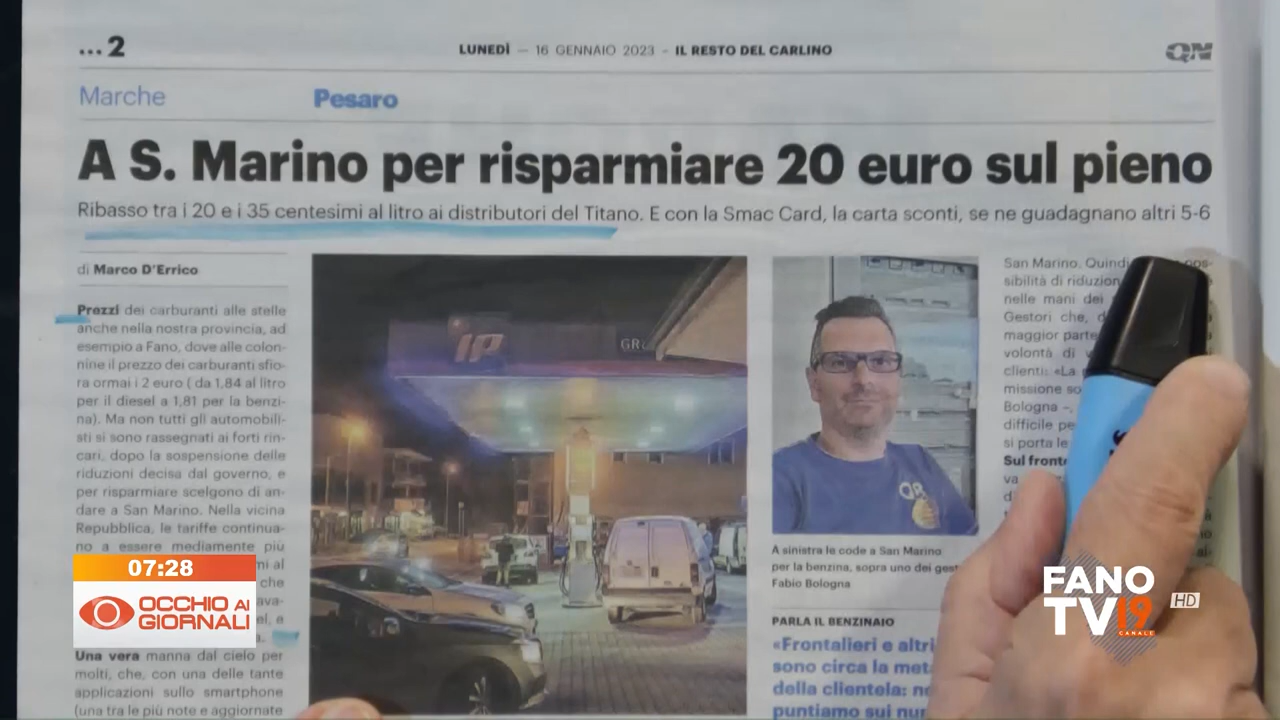 ...2
LUNEDÌ — 16 GENNAIO 2023 – IL RESTO DEL CARLINO
QN
Marche
Pesaro
A S. Marino per risparmiare 20 euro sul pieno
Ribasso tra i 20 e i 35 centesimi al litro ai distributori del Titano. E con la Smac Card, la carta sconti, se ne guadagnano altri 5-6
di Marco D'Errico
Prezzi dei carburanti alle stelle
anche nella nostra provincia, ad
esempio a Fano, dove alle colon-
nine il prezzo dei carburanti sfio-
ra ormai i 2 euro ( da 1,84 al litro
per il diesel a 1,81 per la benzi-
na). Ma non tutti gli automobili-
sti si sono rassegnati ai forti rin-
cari, dopo la sospensione delle
riduzioni decisa dal governo, e
per risparmiare scelgono di an-
dare a San Marino. Nella vicina
Repubblica, le tariffe continua-
no a essere mediamente più
al
che
Una vera manna dal cielo per
molti, che, con una delle tante
applicazioni sullo smartphone
(una tra le più note e aggiornate
IP
A sinistra le code a San Marino
per la benzina, sopra uno dei
Fabio Bologna
PARLA IL BENZINAIO
«Frontalieri e altri
sono circa la
della clientela:
puntiamo sui
San Marino. Quindi
sibilità di
nelle mani dei
Gestori che,
maggior parte
volontà di
clienti: «La
missione
Bologna –,
difficile
si porta le
Sul
va
07:28
OCCHIO AI
GIORNALI
FANO
TV19
CANALE
HD